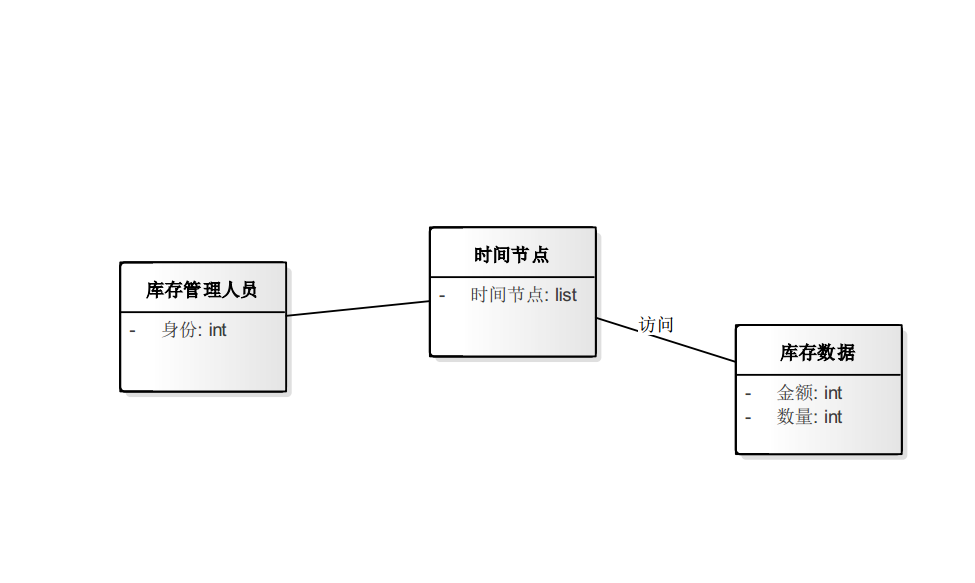 库存管理人员
- 身份: int
时间节点
- 时间节点: list
访问
库存数据
- 金额: int
- 数量: int